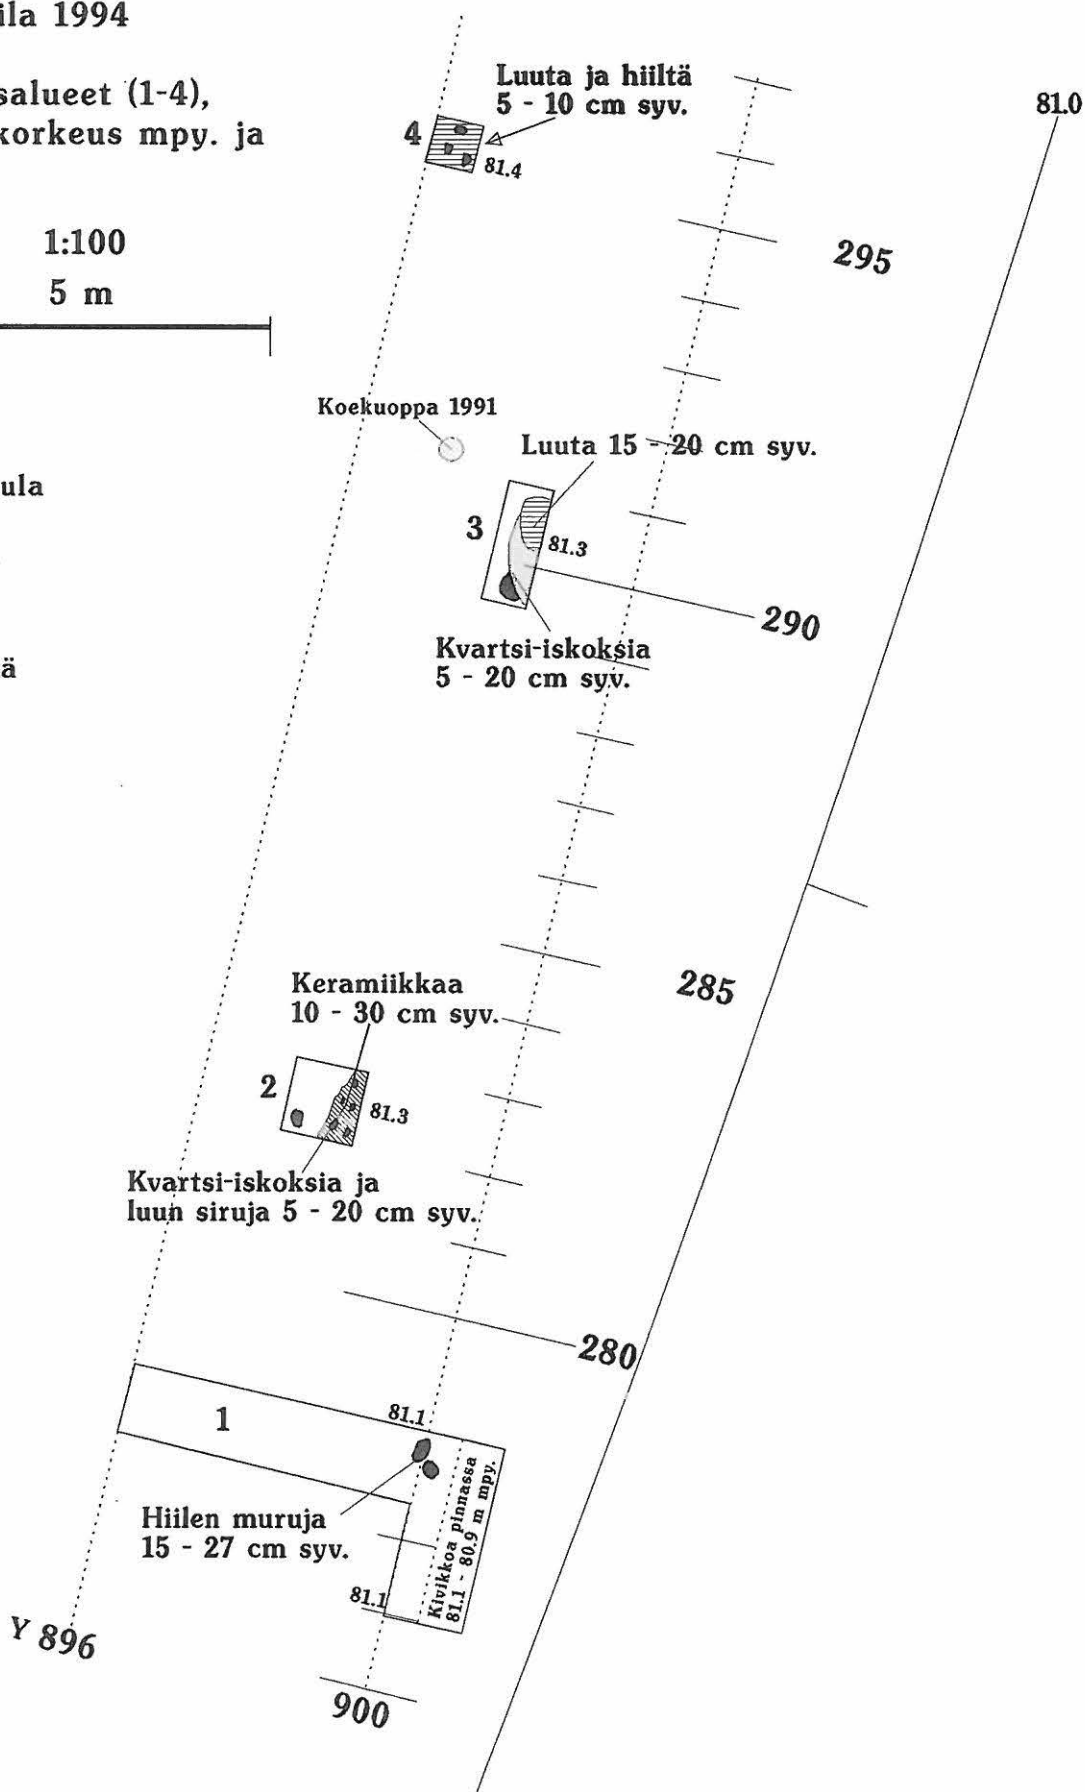 ila 1994
salueet (1-4),
korkeus mpy. ja
1:100
5 m
ula
ä
Luuta ja hiiltä
5 - 10 cm syv.
4
81.4
81.0
295
Koekuoppa 1991
Luuta 15 - 20 cm syv.
3
81.3
290
Kvartsi-iskoksia
5 - 20 cm syv.
285
Keramiikkaa
10 - 30 cm syv.
2
81.3
Kvartsi-iskoksia ja
luun siruja 5 - 20 cm syv.
280
1
81.1
Kivikkoa pinnassa
81.1 - 80.9 m mpy.
Hiilen muruja
15 - 27 cm syv.
81.1
Y 896
900